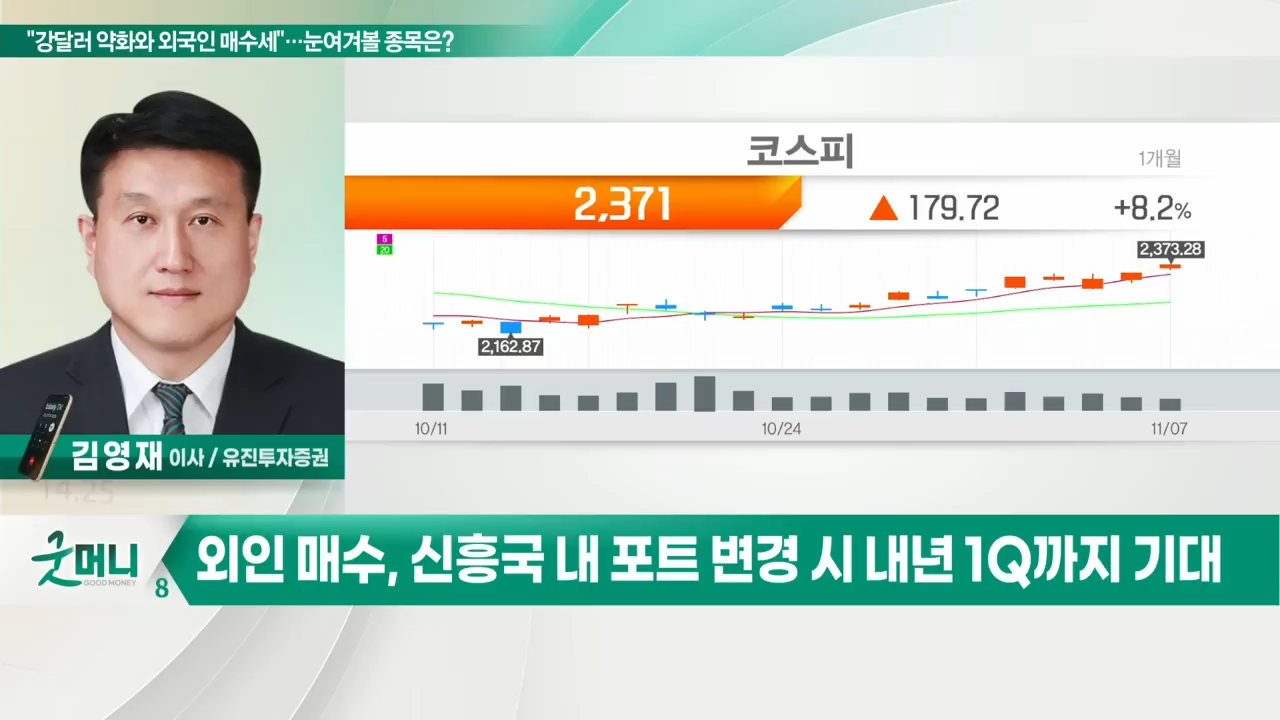 "강달러 약화와 외국인 매수세"…눈여겨볼 종목은?
코스피
1개월
2,371
▲ 179.72
+8.2%
5
20
2,373.28
2,162.87
10/11
10/24
11/07
김영재 이사 / 유진투자증권
14.25
굿머니
GOOD MONEY
8
외인 매수, 신흥국 내 포트 변경 시 내년 1Q까지 기대